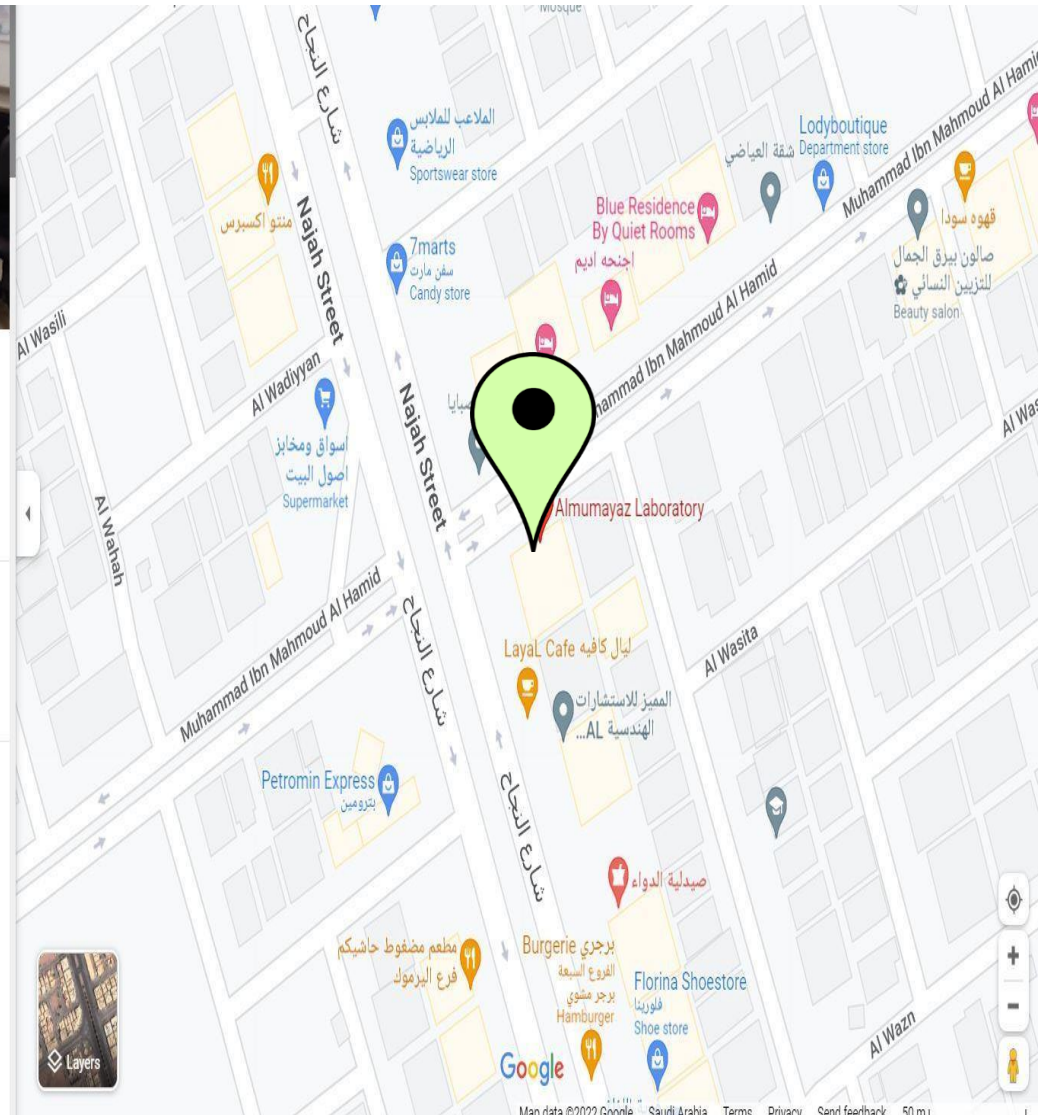 Mosque
شارع النجاح
الملاعب للملابس
الرياضية
Sportswear store
Lodyboutique
Department store
شقة العياضي
Muhammad Ibn Mahmoud Al Hamid
منتو اكسبرس
Najah Street
Blue Residence
By Quiet Rooms
اجنحه اديم
قهوه سودا
صالون بيرق الجمال
للتزيين النسائي
Beauty salon
7marts
سفن مارت
Candy store
Al Wasili
Al Wadiyyan
Muhammad Ibn Mahmoud Al Hamid
اسواق ومخابز
اصول البيت
Supermarket
Najah Street
Al Wahah
Almumayaz Laboratory
Muhammad Ibn Mahmoud Al Hamid
شارع النجاح
LayaL Cafe ليال كافيه
Al Wasita
المميز للاستشارات
الهندسية AL...
Petromin Express
بترومين
شارع النجاح
صيدلية الدواء
مطعم مضغوط حاشيكم
فرع اليرموك
Burgerie برجري
الفروع السبعة
برجر مشوي
Hamburger
Florina Shoestore
فلورينا
Shoe store
Al Wazn
Layers
Google
Map data ©2022 Google Saudi Arabia Terms Privacy Send feedback 50 m